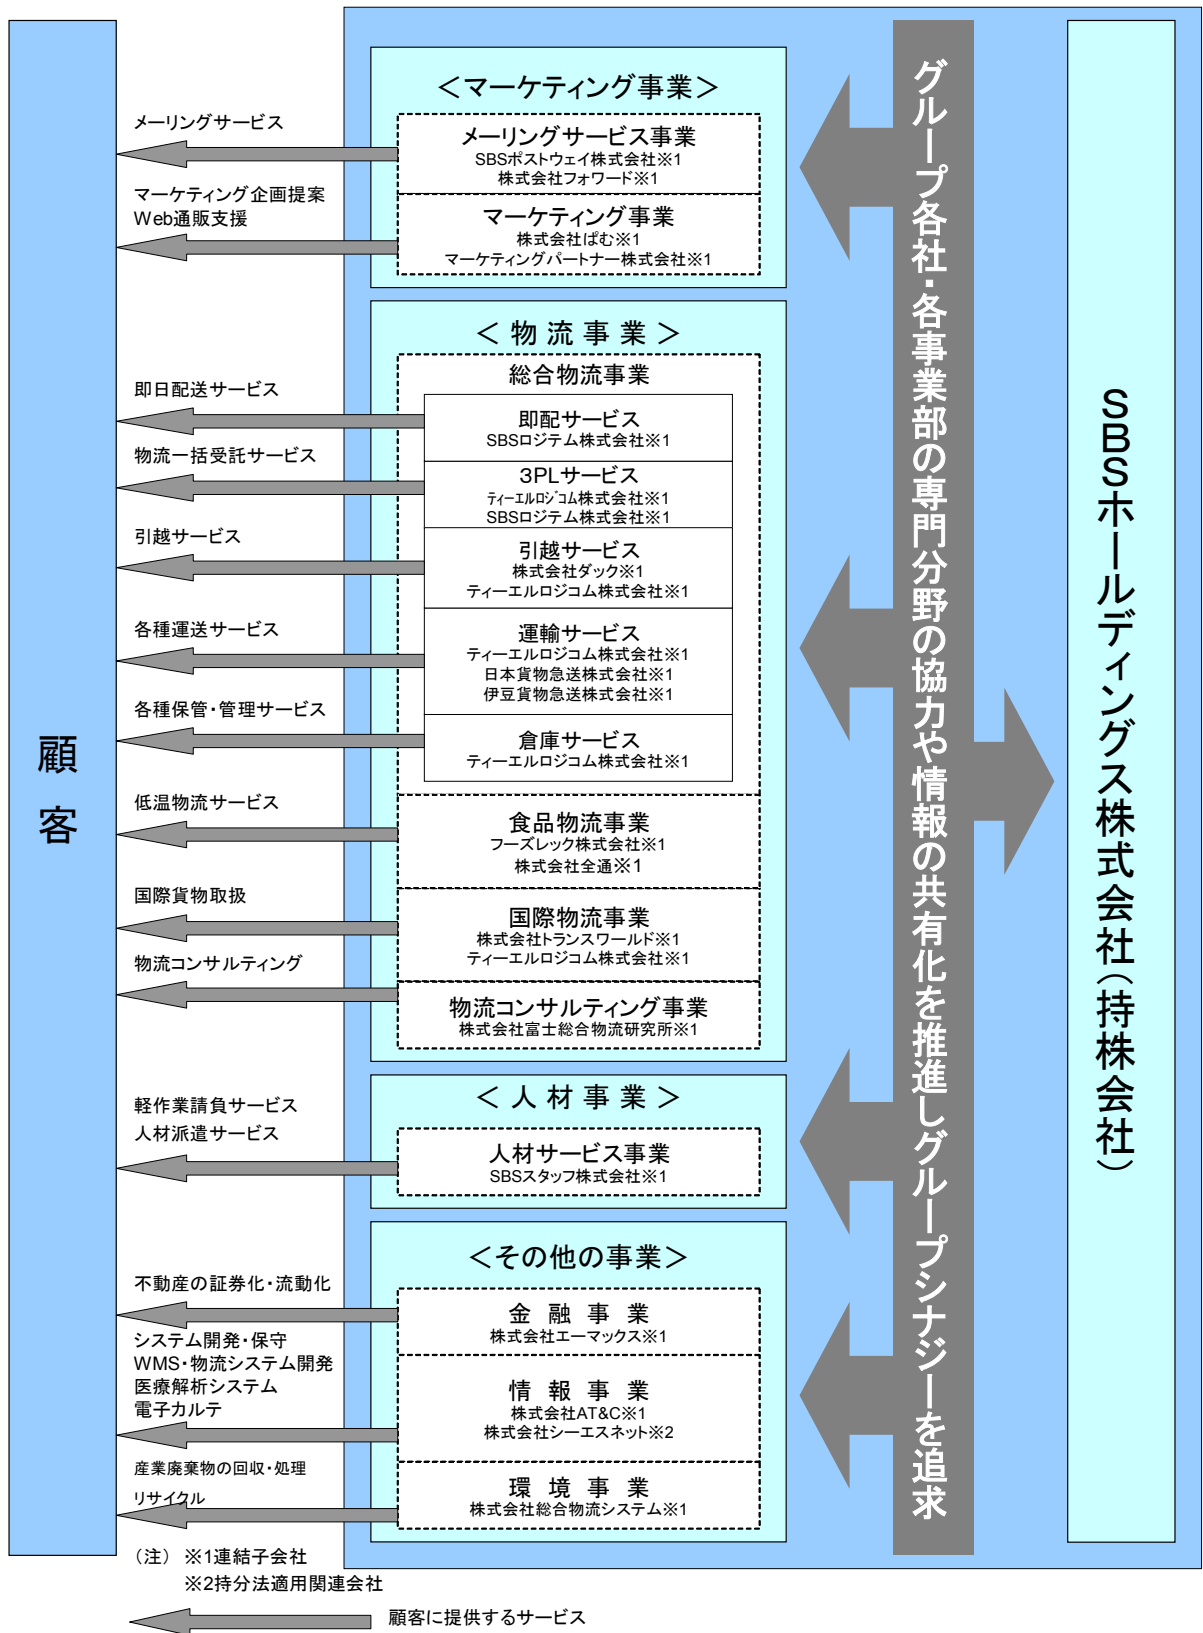 顧客
メーリングサービス
マーケティング企画提案
Web通販支援
即日配送サービス
物流一括受託サービス
引越サービス
各種運送サービス
各種保管・管理サービス
低温物流サービス
国際貨物取扱
物流コンサルティング
軽作業請負サービス
人材派遣サービス
不動産の証券化・流動化
システム開発・保守
WMS・物流システム開発
医療解析システム
電子カルテ
産業廃棄物の回収・処理
リサイクル
＜マーケティング事業＞
メーリングサービス事業
SBSポストウェイ株式会社※1
株式会社フォワード※1
マーケティング事業
株式会社ぱむ※1
マーケティングパートナー株式会社※1
＜物流事業＞
総合物流事業
即配サービス
SBSロジテム株式会社※1
3PLサービス
ティーエルロジコム株式会社※1
SBSロジテム株式会社※1
引越サービス
株式会社ダック※1
ティーエルロジコム株式会社※1
運輸サービス
ティーエルロジコム株式会社※1
日本貨物急送株式会社※1
伊豆貨物急送株式会社※1
倉庫サービス
ティーエルロジコム株式会社※1
食品物流事業
フーズレック株式会社※1
株式会社全通※1
国際物流事業
株式会社トランスワールド※1
ティーエルロジコム株式会社※1
物流コンサルティング事業
株式会社富士総合物流研究所※1
＜人材事業＞
人材サービス事業
SBSスタッフ株式会社※1
＜その他の事業＞
金融事業
株式会社エーマックス※1
情報事業
株式会社AT&C※1
株式会社シーエスネット※2
環境事業
株式会社総合物流システム※1
グループ各社・各事業部の専門分野の協力や情報の共有化を推進しグループシナジーを追求
SBSホールディングス株式会社（持株会社）
（注） ※1連結子会社
※2持分法適用関連会社
顧客に提供するサービス